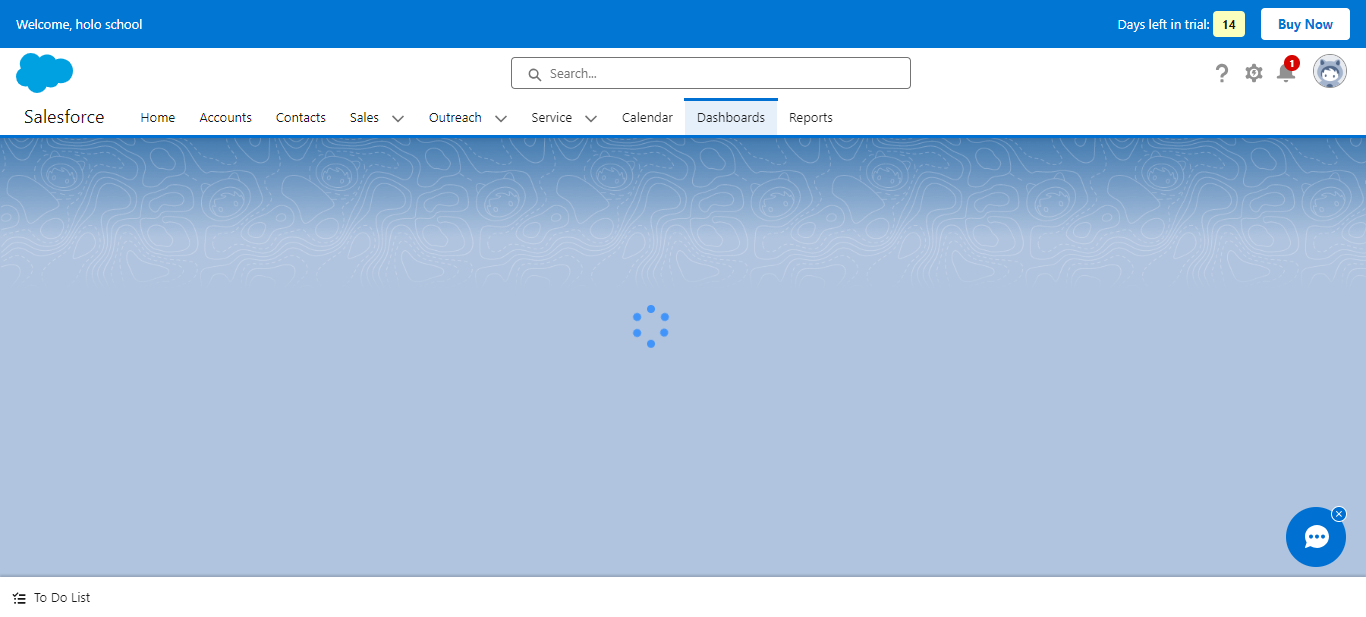 Welcome, holo school
Days left in trial: 14
Buy Now
Search...
1
Salesforce
Home
Accounts
Contacts
Sales
Outreach
Service
Calendar
Dashboards
Reports
To Do List